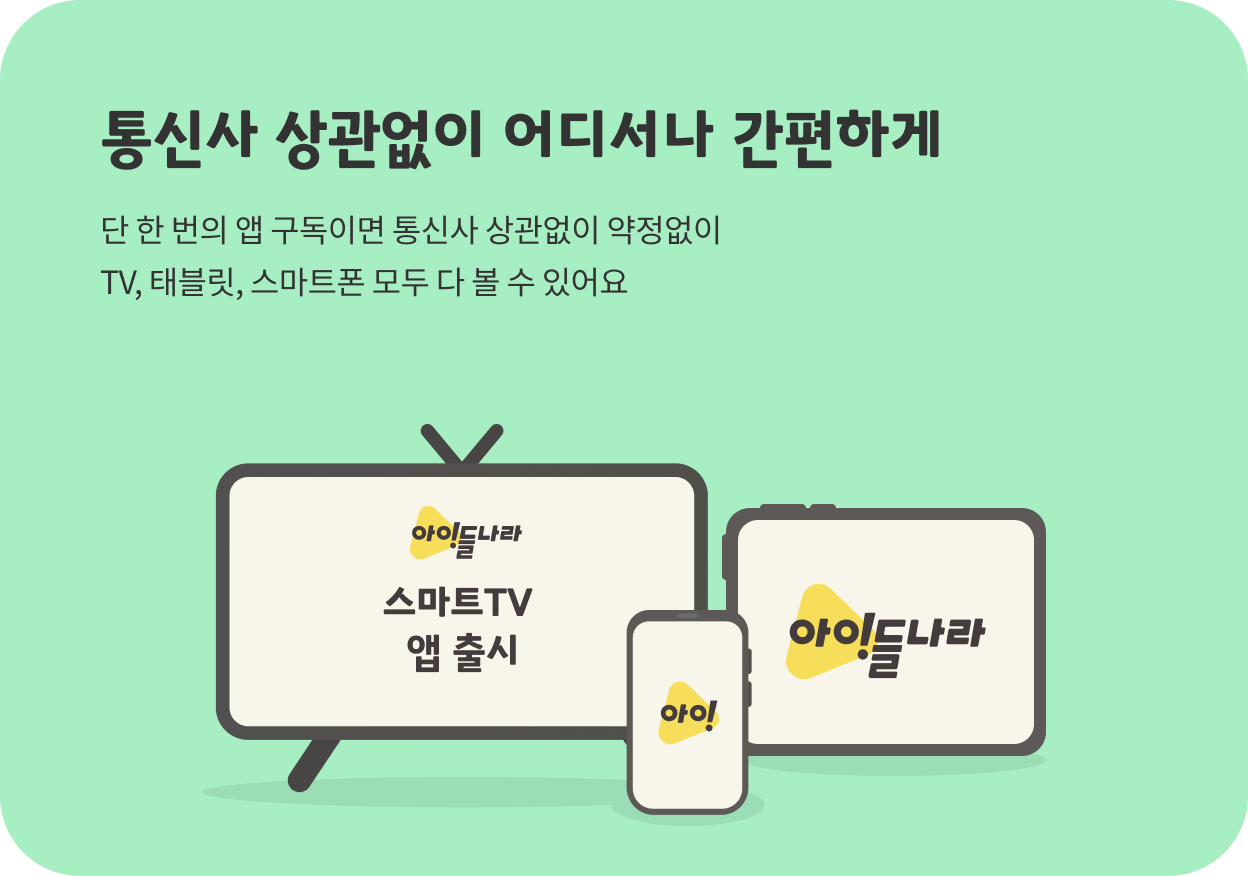 통신사 상관없이 어디서나 간편하게
단 한 번의 앱 구독이면 통신사 상관없이 약정없이
TV, 태블릿, 스마트폰 모두 다 볼 수 있어요
아이들나라
스마트TV
앱 출시
아이들나라
아이!